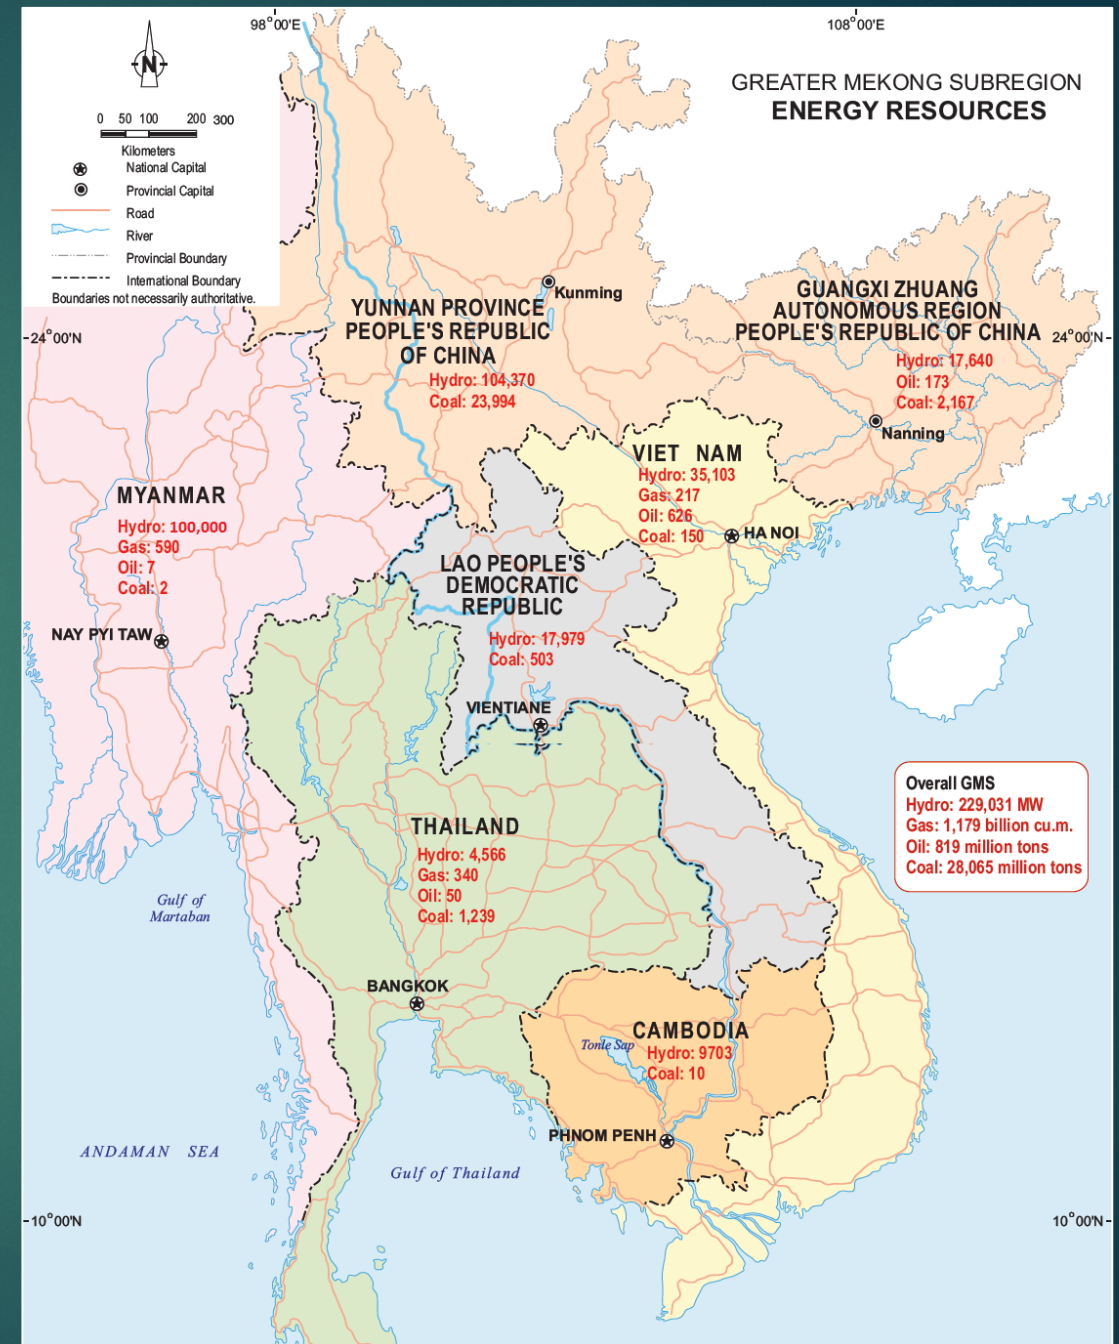 98°00'E
108°00'E
GREATER MEKONG SUBREGION
ENERGY RESOURCES
N
0 50 100 200 300
Kilometers
National Capital
Provincial Capital
Road
River
Provincial Boundary
International Boundary
Boundaries not necessarily authoritative.
24°00'N
24°00'N
Kunming
YUNNAN PROVINCE
PEOPLE'S REPUBLIC
OF CHINA
Hydro: 104,370
Coal: 23,994
GUANGXI ZHUANG
AUTONOMOUS REGION
PEOPLE'S REPUBLIC OF CHINA
Hydro: 17,640
Oil: 173
Coal: 2,167
Nanning
VIET NAM
Hydro: 35,103
Gas: 217
Oil: 626
Coal: 150
HA NOI
MYANMAR
Hydro: 100,000
Gas: 590
Oil: 7
Coal: 2
NAY PYI TAW
LAO PEOPLE'S
DEMOCRATIC
REPUBLIC
Hydro: 17,979
Coal: 503
VIENTIANE
Overall GMS
Hydro: 229,031 MW
Gas: 1,179 billion cu.m.
Oil: 819 million tons
Coal: 28,065 million tons
THAILAND
Hydro: 4,566
Gas: 340
Oil: 50
Coal: 1,239
Gulf of
Martaban
BANGKOK
CAMBODIA
Hydro: 9703
Coal: 10
Tonle Sap
PHNOM PENH
ANDAMAN SEA
Gulf of Thailand
10°00'N
10°00'N